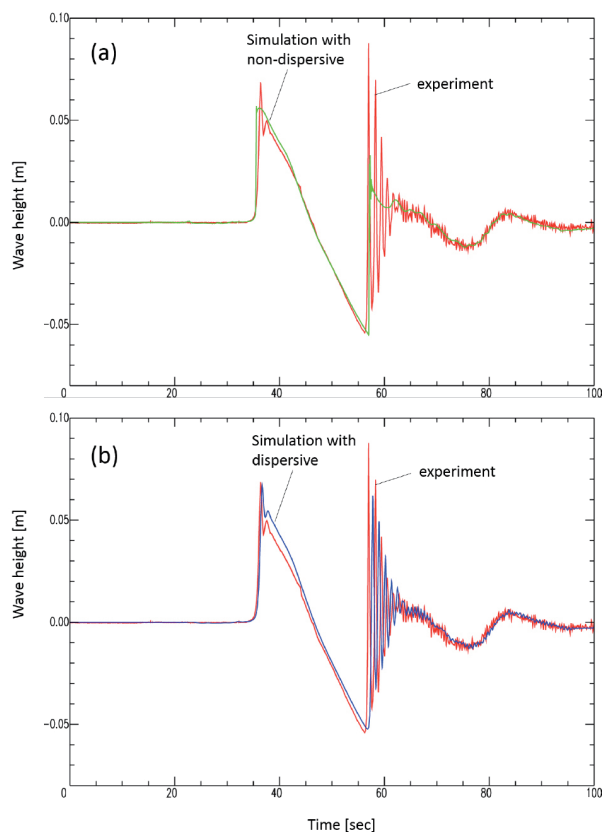 (a)
Simulation with
non-dispersive
experiment
Wave height [m]
0.10
0.05
0.00
-0.05
0
20
40
60
80
100
(b)
Simulation with
dispersive
experiment
Wave height [m]
0.10
0.05
0.00
-0.05
0
20
40
60
80
100
Time [sec]